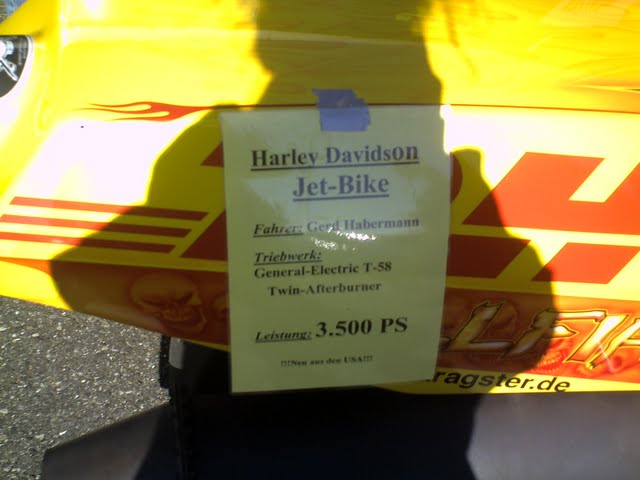 Harley Davidson
Jet-Bike
Fahrer: Gerd Habermann
Triebwerk:
General-Electric T-58
Twin-Afterburner
Leistung: 3.500 PS
!!!Neu aus den USA!!!
ragster.de